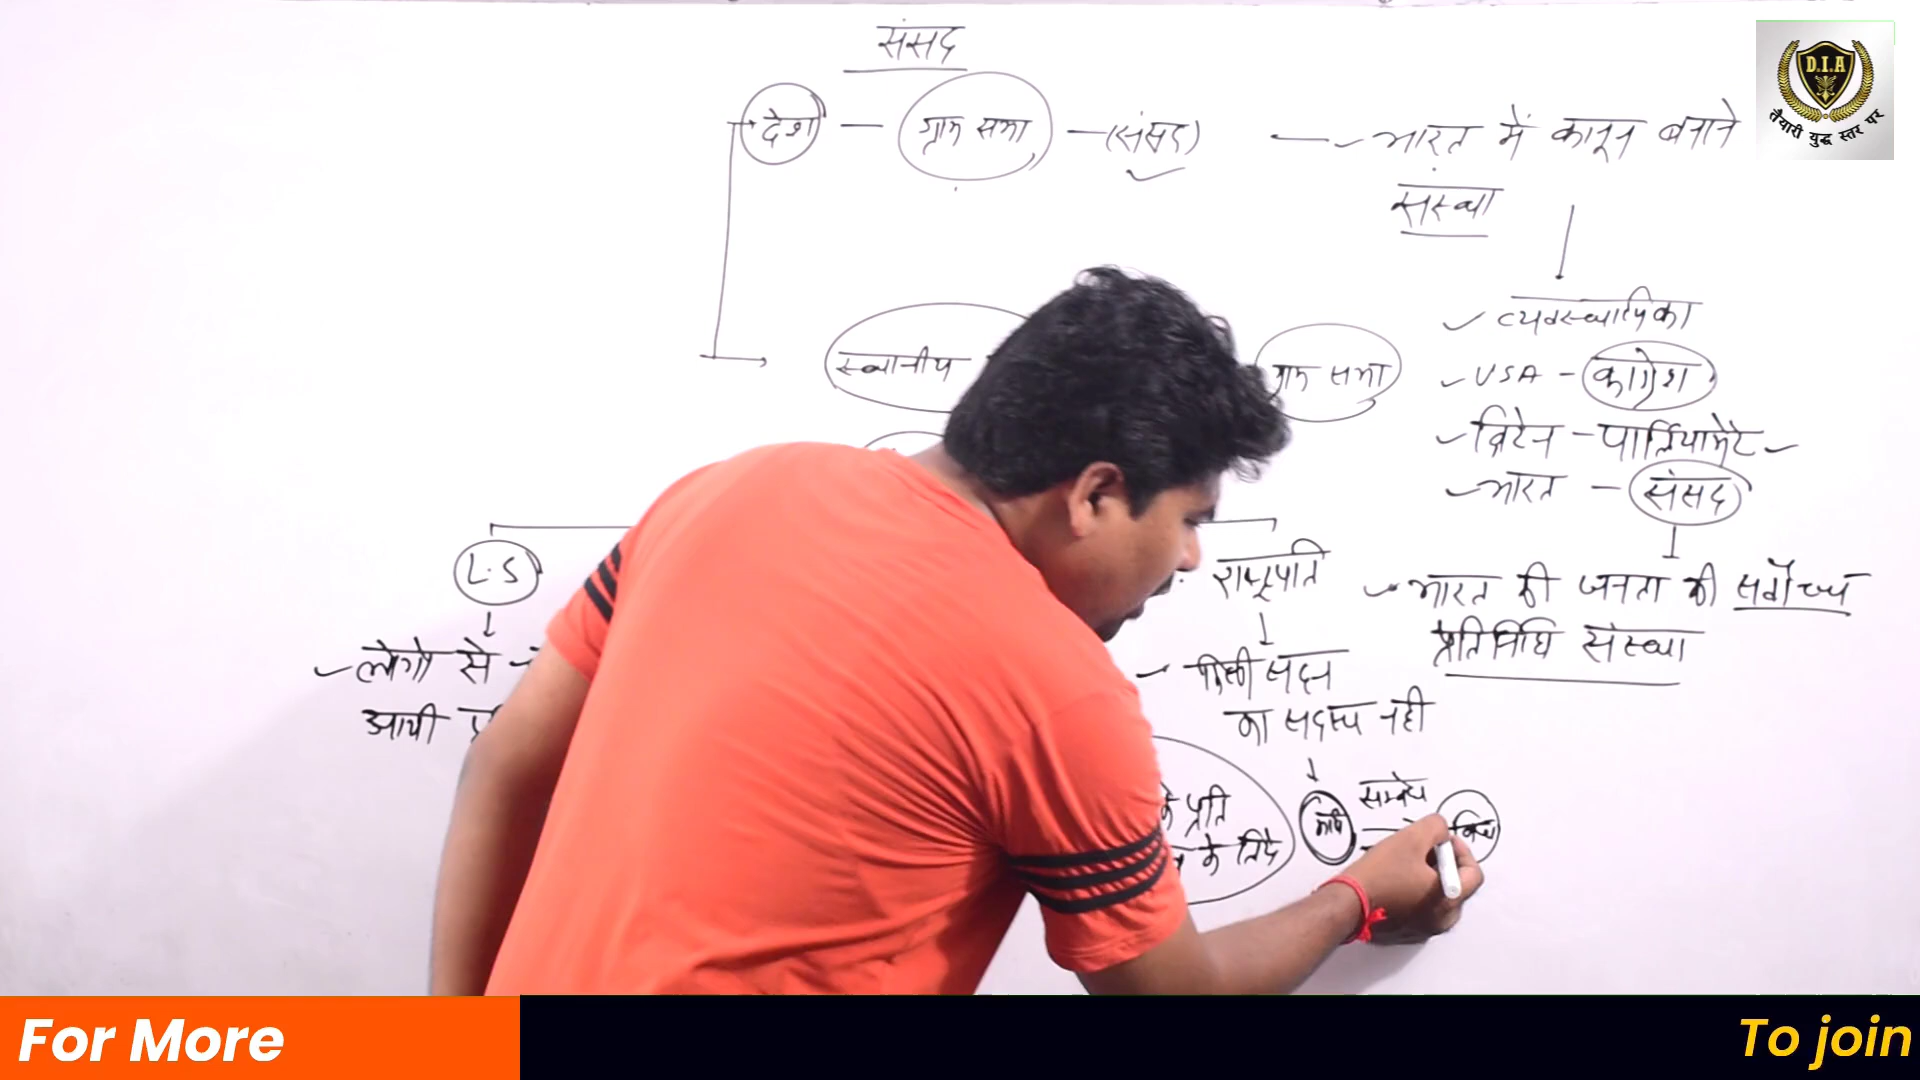 संसद
देश — ग्राम सभा — (संसद) — भारत में कानून बनाने
संस्था
स्थानीय ग्राम सभा
व्यवस्थापिका
USA - कांग्रेश
ब्रिटेन - पार्लियामेंट
भारत - संसद
भारत की जनता की सर्वोच्च
प्रतिनिधि संस्था
L.S राष्ट्रपति
लोगो से
आयी
किसी सदन
का सदस्य नही
के प्रति
के लिये
D.I.A
तैयारी युद्ध स्तर पर
For More
To join